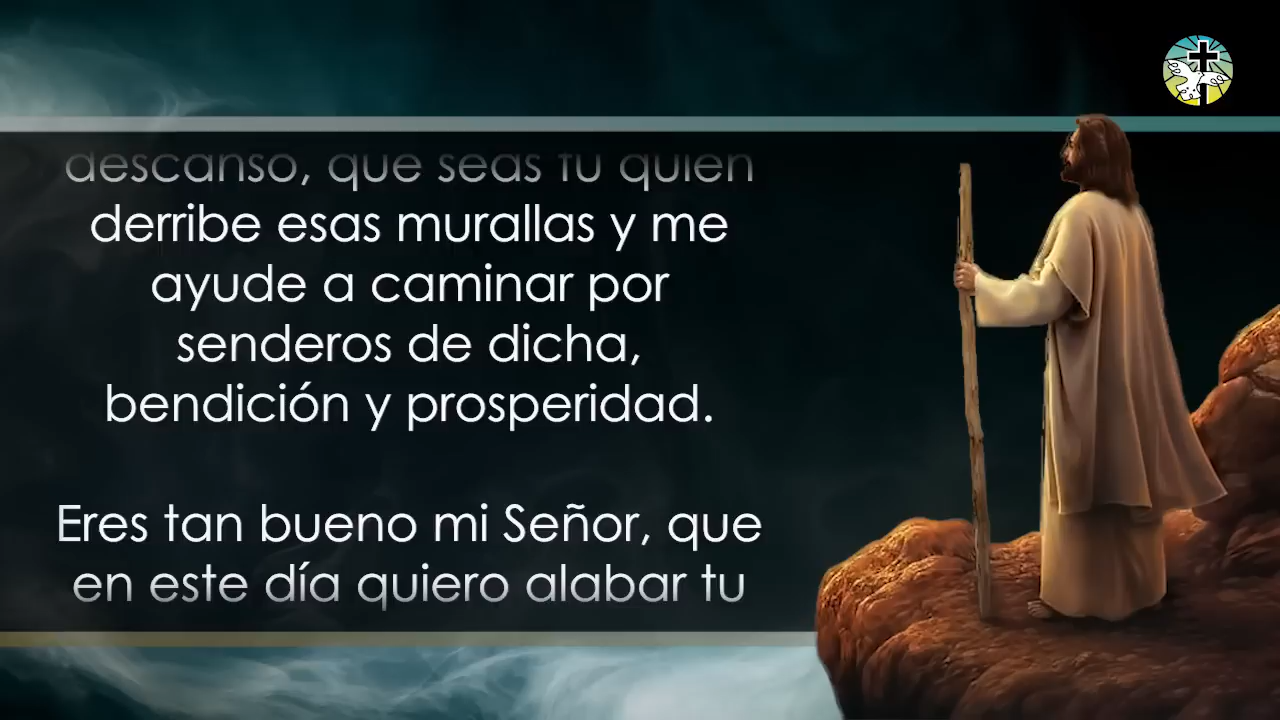 descanso, que seas tu quien
derribe esas murallas y me
ayude a caminar por
senderos de dicha,
bendición y prosperidad.
Eres tan bueno mi Señor, que
en este día quiero alabar tu